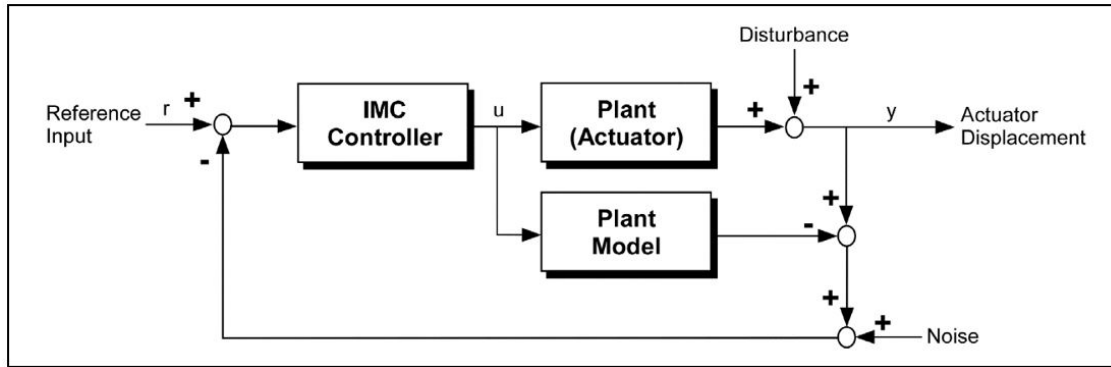 Disturbance
Reference
Input
r
+
-
IMC
Controller
u
Plant
(Actuator)
+
+
y
Actuator
Displacement
Plant
Model
-
+
+
+
Noise